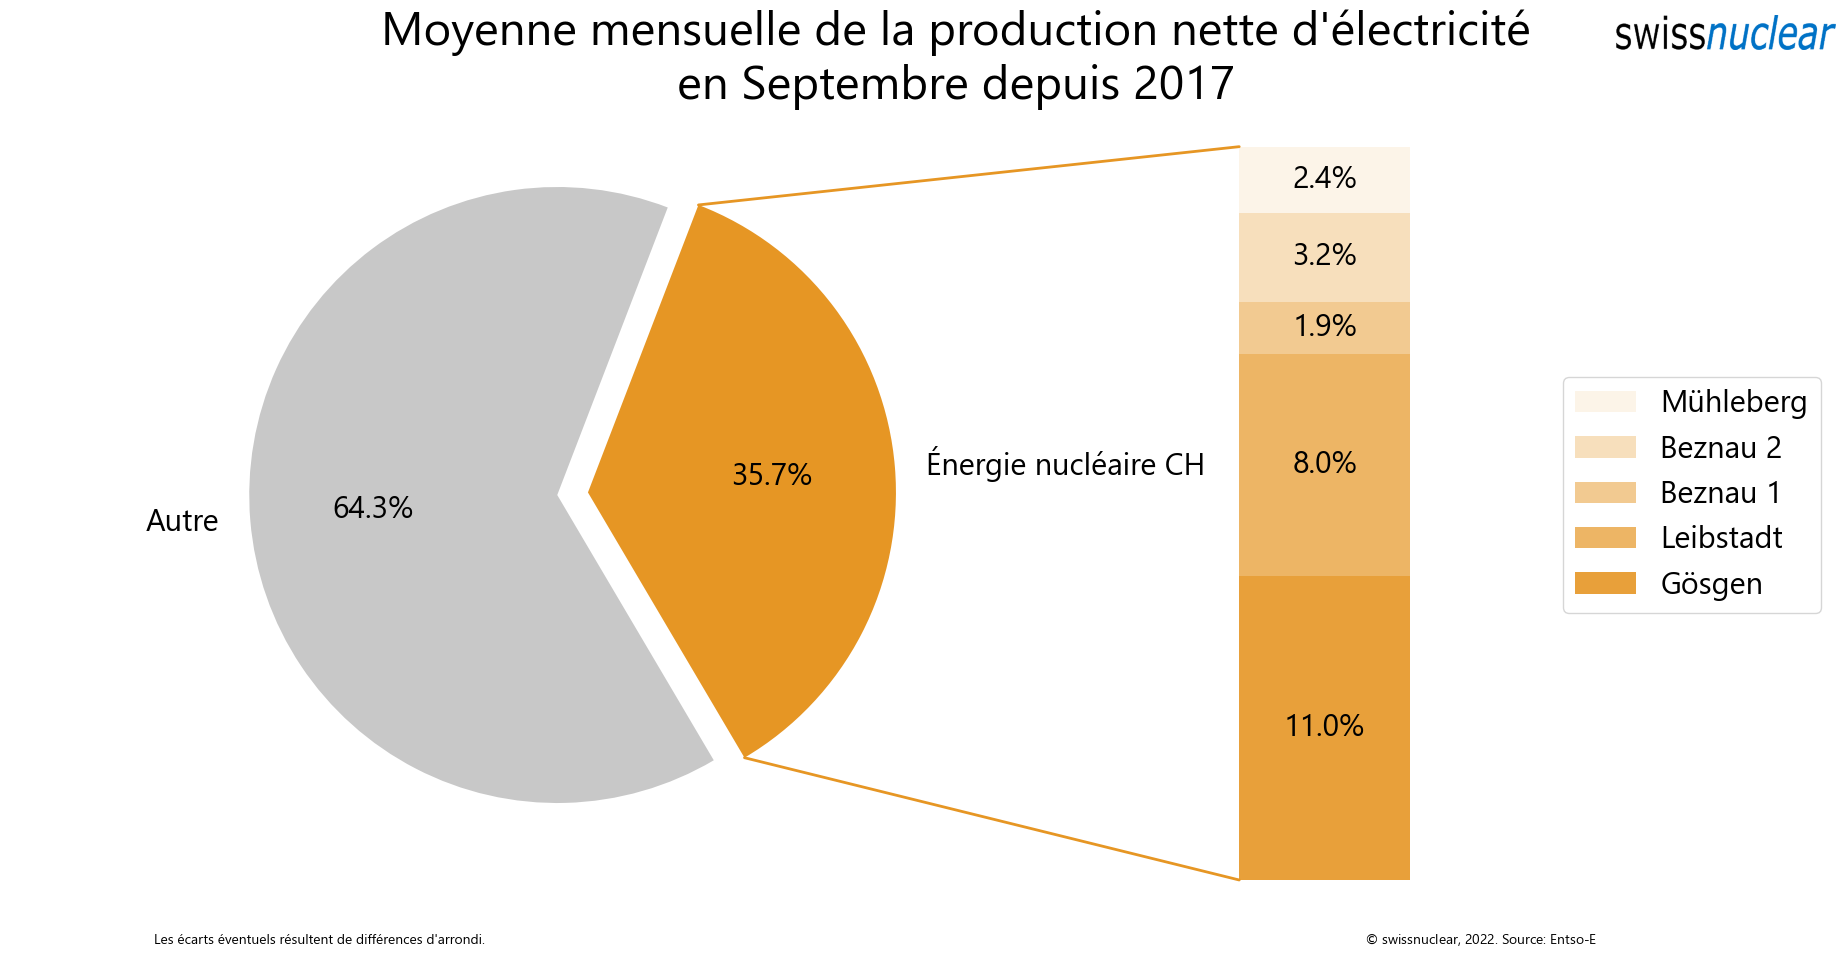 Moyenne mensuelle de la production nette d'électricité
en Septembre depuis 2017
swissnuclear
2.4%
3.2%
1.9%
8.0%
11.0%
Autre
64.3%
35.7%
Énergie nucléaire CH
Mühleberg
Beznau 2
Beznau 1
Leibstadt
Gösgen
Les écarts éventuels résultent de différences d'arrondi.
© swissnuclear, 2022. Source: Entso-E